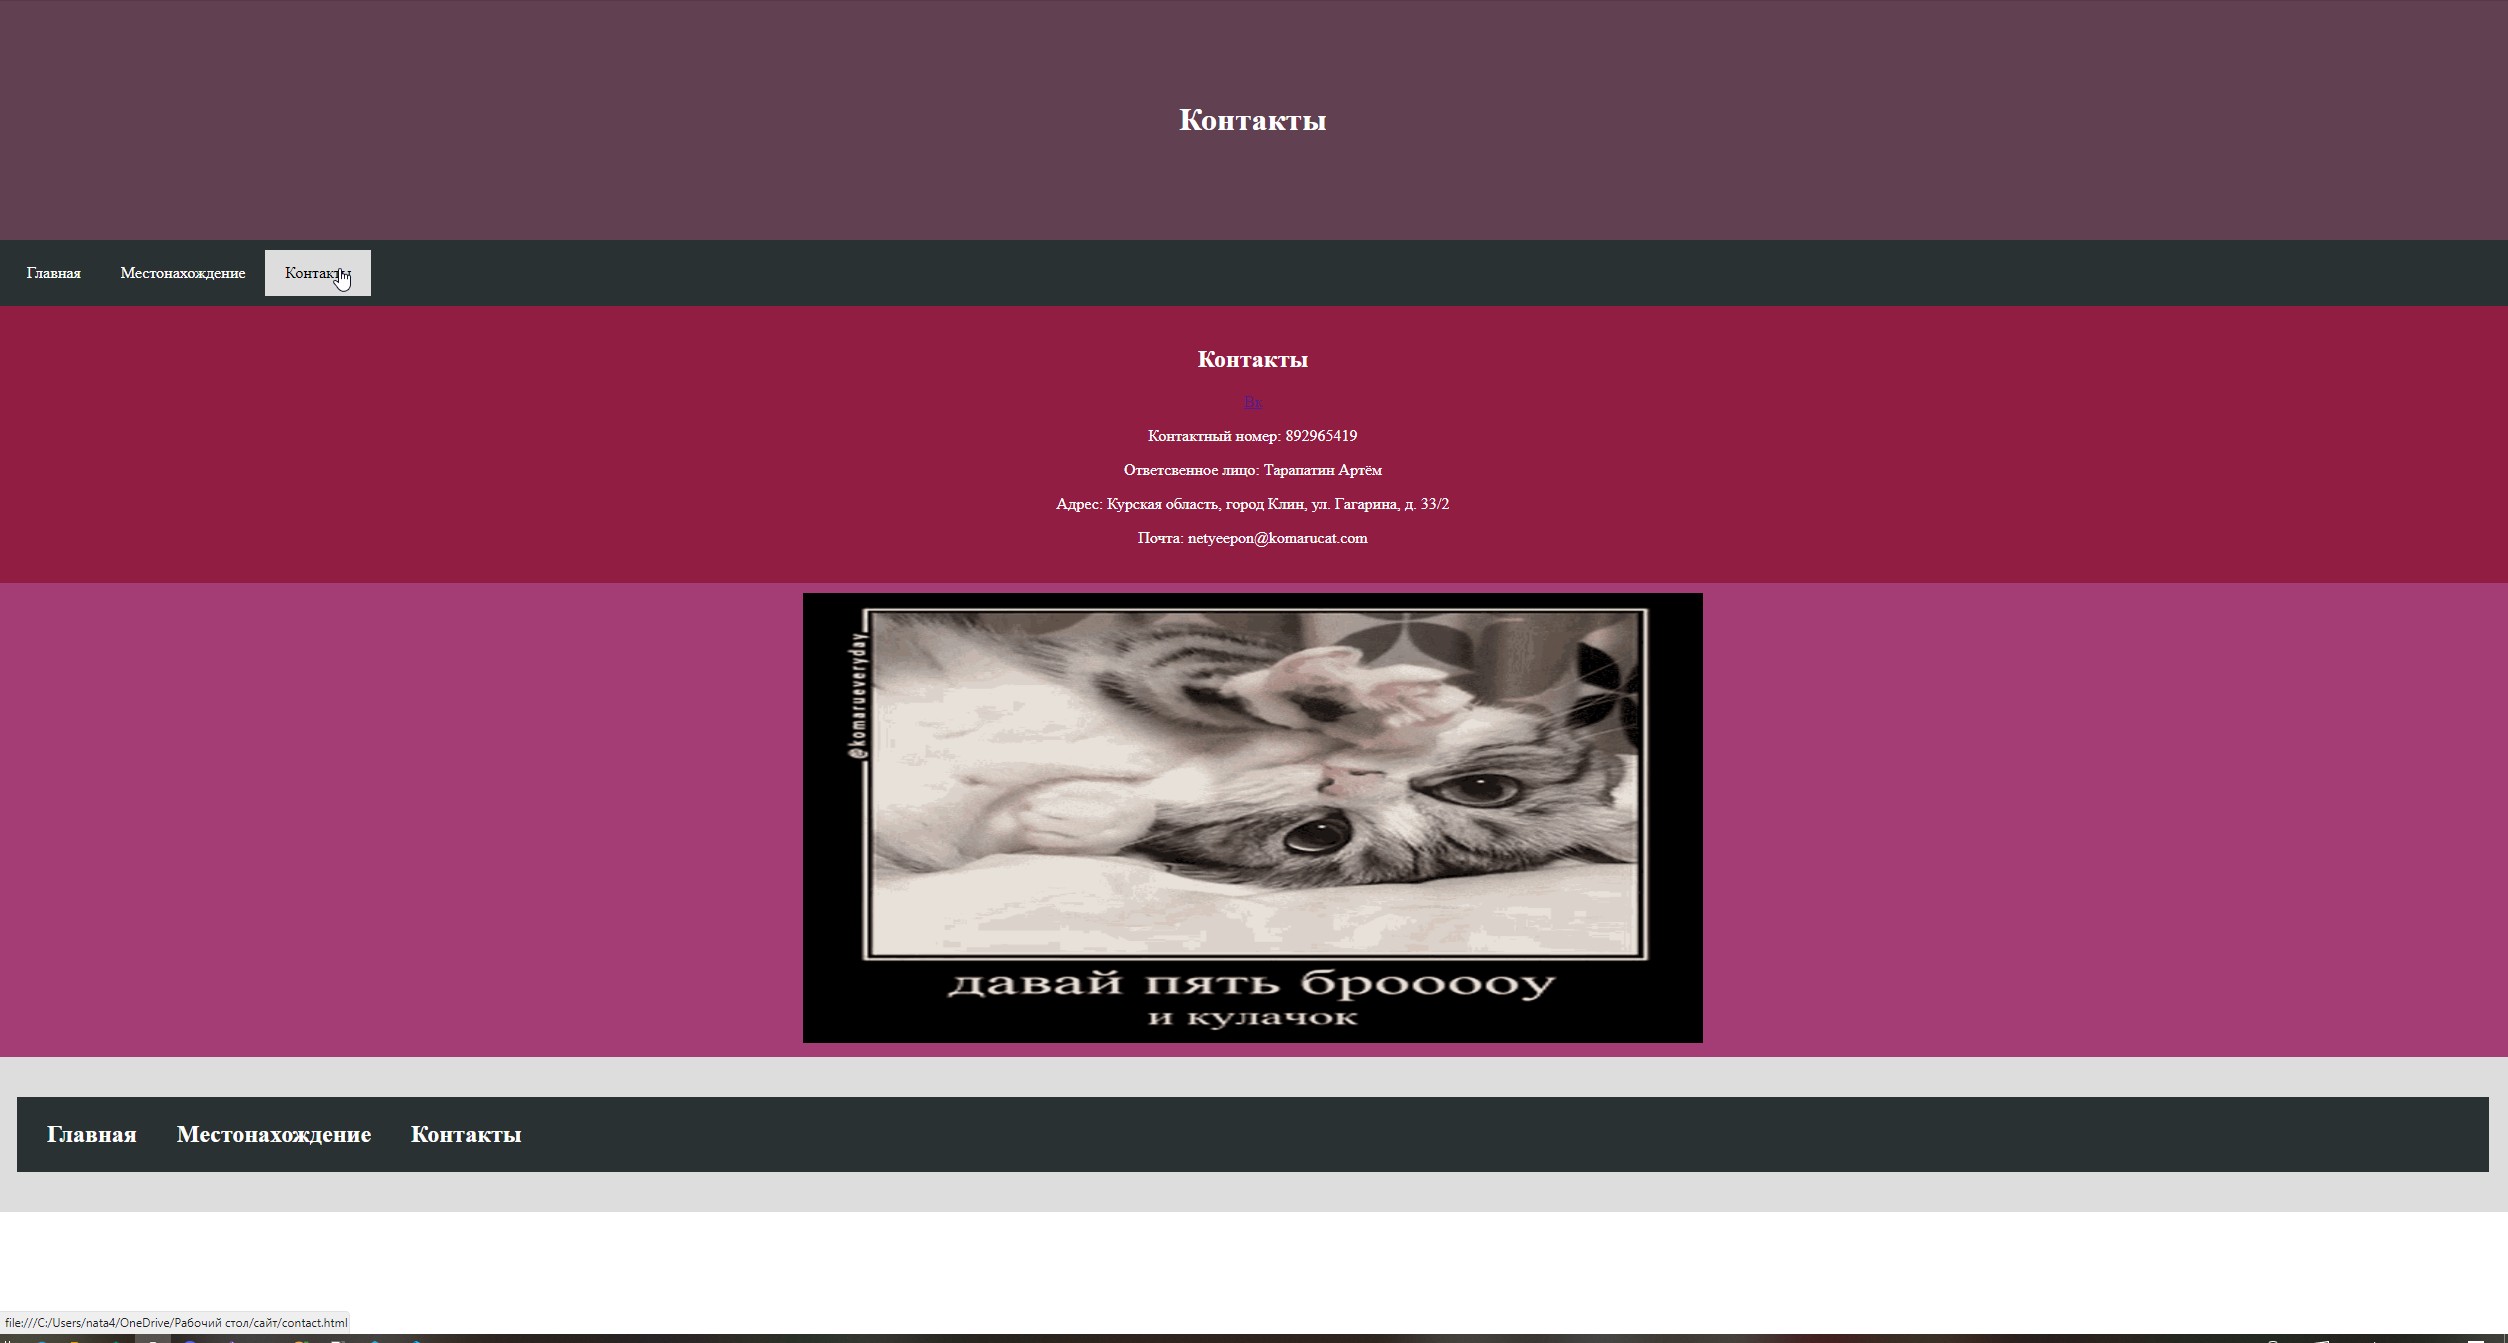 Контакты
Главная Местонахождение Контакты
Контакты
Вк
Контактный номер: 892965419
Ответсвенное лицо: Тарапатин Артём
Адрес: Курская область, город Клин, ул. Гагарина, д. 33/2
Почта: netyeepon@komarucat.com
@komarueveryday
давай пять брооооу
и кулачок
Главная Местонахождение Контакты
file:///C:/Users/nata4/OneDrive/Рабочий стол/сайт/contact.html